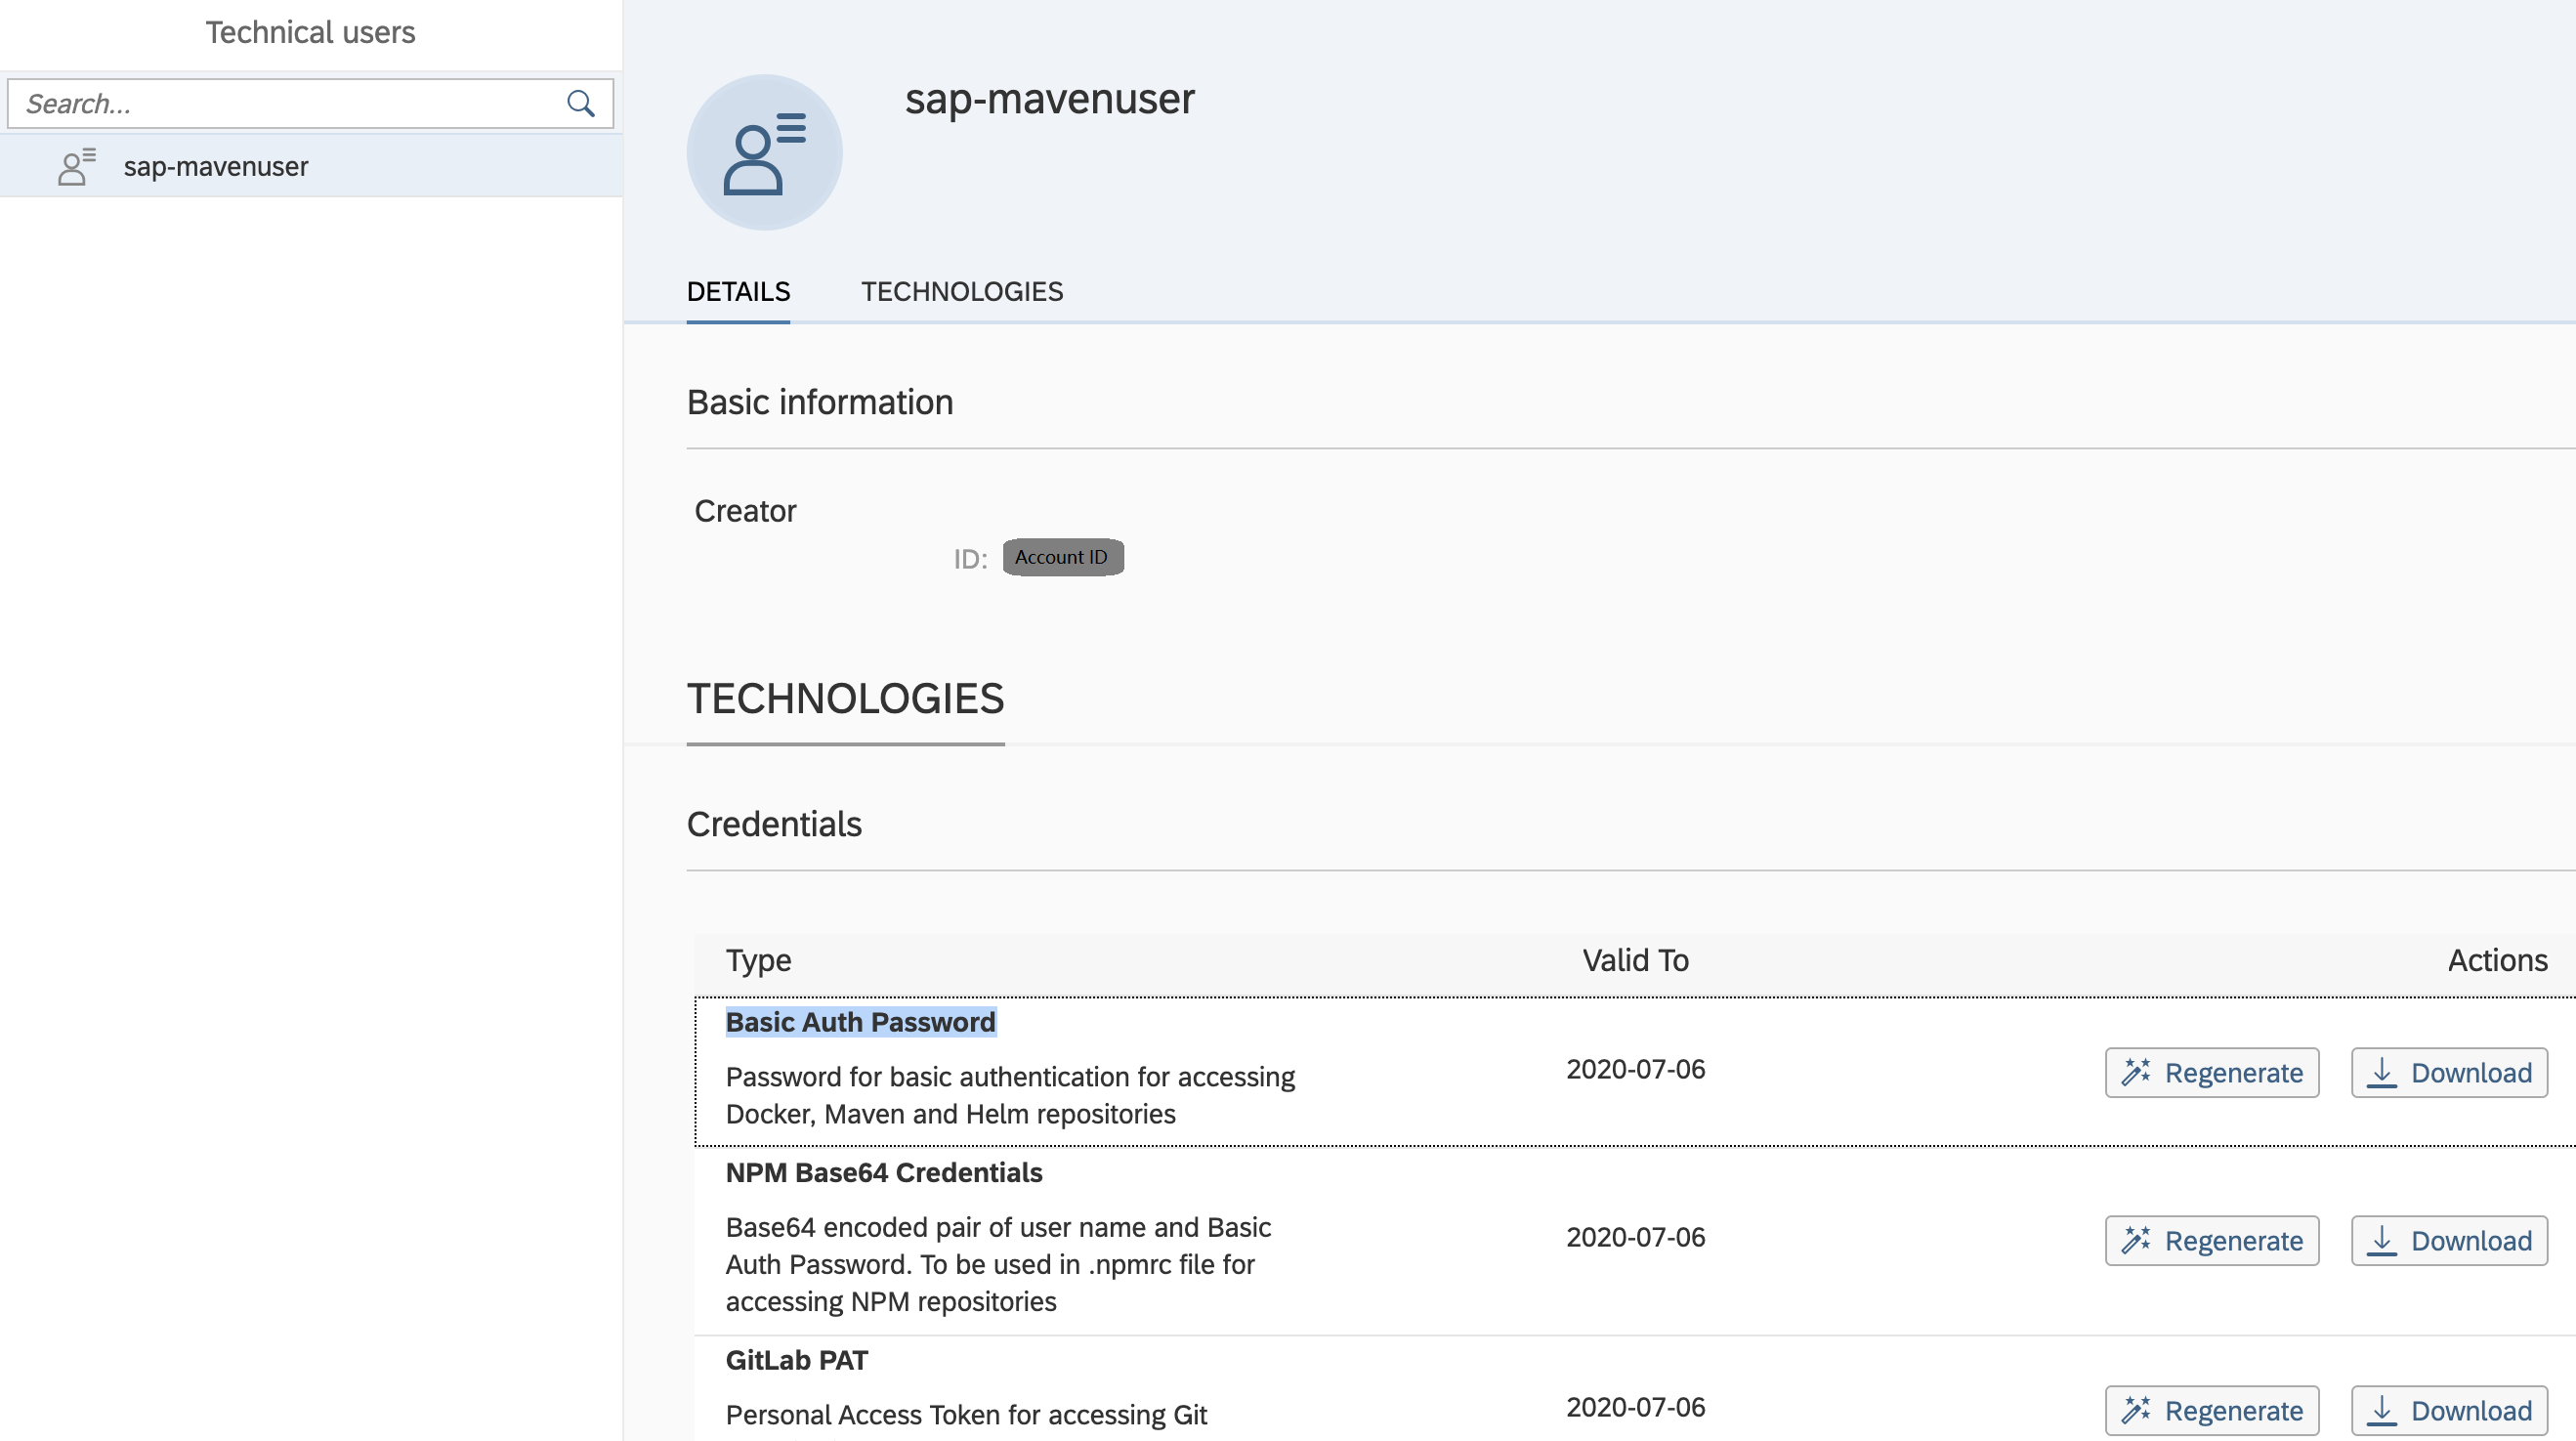 Technical users
Search...
sap-mavenuser
sap-mavenuser
DETAILS TECHNOLOGIES
Basic information
Creator
ID: Account ID
TECHNOLOGIES
Credentials
Type Valid To Actions
Basic Auth Password
Password for basic authentication for accessing
Docker, Maven and Helm repositories
2020-07-06 Regenerate Download
NPM Base64 Credentials
Base64 encoded pair of user name and Basic
Auth Password. To be used in .npmrc file for
accessing NPM repositories
2020-07-06 Regenerate Download
GitLab PAT
Personal Access Token for accessing Git
2020-07-06 Regenerate Download